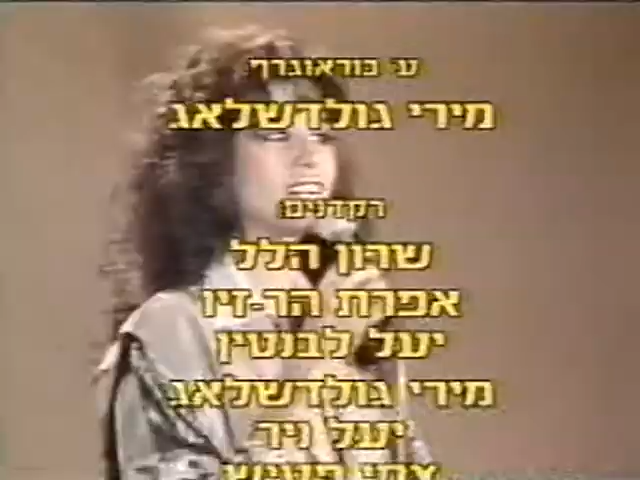 ע. כוראוגרף
מירי גולדשלאג
רקדנים:
שרון הלל
אפרת הר-זיו
יעל לבנטין
מירי גולדשלאג
יעל ניר